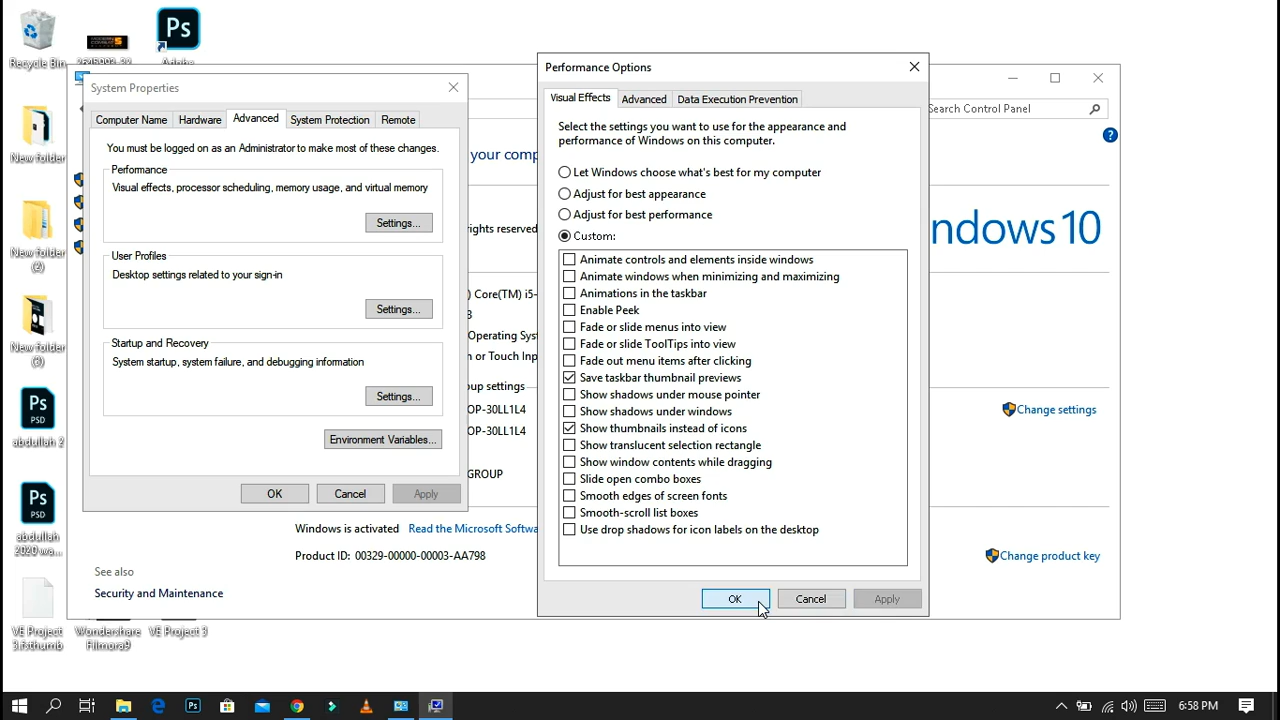 Recycle Bin
Ps
New folder
New folder
(2)
New folder
(3)
Ps
PSD
abdullah 2
Ps
PSD
abdullah
2020 wa...
VE Project
3.fsthumb
Wondershare
Filmora9
VE Project 3
System Properties
Computer Name
Hardware
Advanced
System Protection
Remote
You must be logged on as an Administrator to make most of these changes.
Performance
Visual effects, processor scheduling, memory usage, and virtual memory
Settings...
User Profiles
Desktop settings related to your sign-in
Settings...
Startup and Recovery
System startup, system failure, and debugging information
Settings...
Environment Variables...
OK
Cancel
Apply
Search Control Panel
?
your comp
ights reserved
ndows 10
) Core(TM) i5-
3
Operating Sys
n or Touch Inp
up settings
OP-30LL1L4
OP-30LL1L4
GROUP
Change settings
Windows is activated
Read the Microsoft Softwa
Product ID: 00329-00000-00003-AA798
Change product key
See also
Security and Maintenance
Performance Options
Visual Effects
Advanced
Data Execution Prevention
Select the settings you want to use for the appearance and
performance of Windows on this computer.
Let Windows choose what's best for my computer
Adjust for best appearance
Adjust for best performance
Custom:
Animate controls and elements inside windows
Animate windows when minimizing and maximizing
Animations in the taskbar
Enable Peek
Fade or slide menus into view
Fade or slide ToolTips into view
Fade out menu items after clicking
Save taskbar thumbnail previews
Show shadows under mouse pointer
Show shadows under windows
Show thumbnails instead of icons
Show translucent selection rectangle
Show window contents while dragging
Slide open combo boxes
Smooth edges of screen fonts
Smooth-scroll list boxes
Use drop shadows for icon labels on the desktop
OK
Cancel
Apply
Ps
6:58 PM